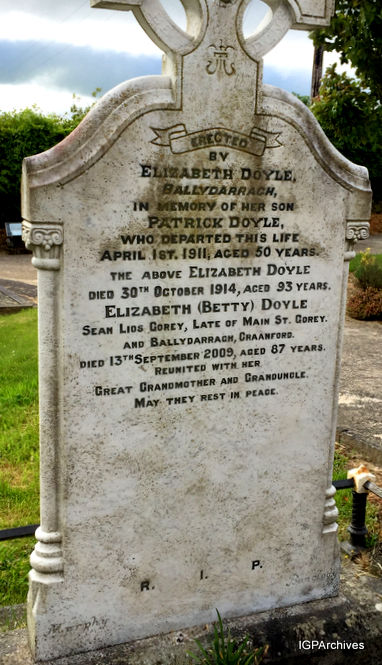 ERECTED
BY
ELIZABETH DOYLE,
BALLYDARRAGH,
IN MEMORY OF HER SON
PATRICK DOYLE,
WHO DEPARTED THIS LIFE
APRIL 1ST. 1911, AGED 50 YEARS.
THE ABOVE ELIZABETH DOYLE
DIED 30TH OCTOBER 1914, AGED 93 YEARS.
ELIZABETH (BETTY) DOYLE
SEAN LIOS GOREY, LATE OF MAIN ST. GOREY.
AND BALLYDARRAGH, CRAANFORD.
DIED 13TH SEPTEMBER 2009, AGED 87 YEARS.
REUNITED WITH HER
GREAT GRANDMOTHER AND GRANDUNCLE.
MAY THEY REST IN PEACE.
R. I. P.
Murphy
IGPArchives